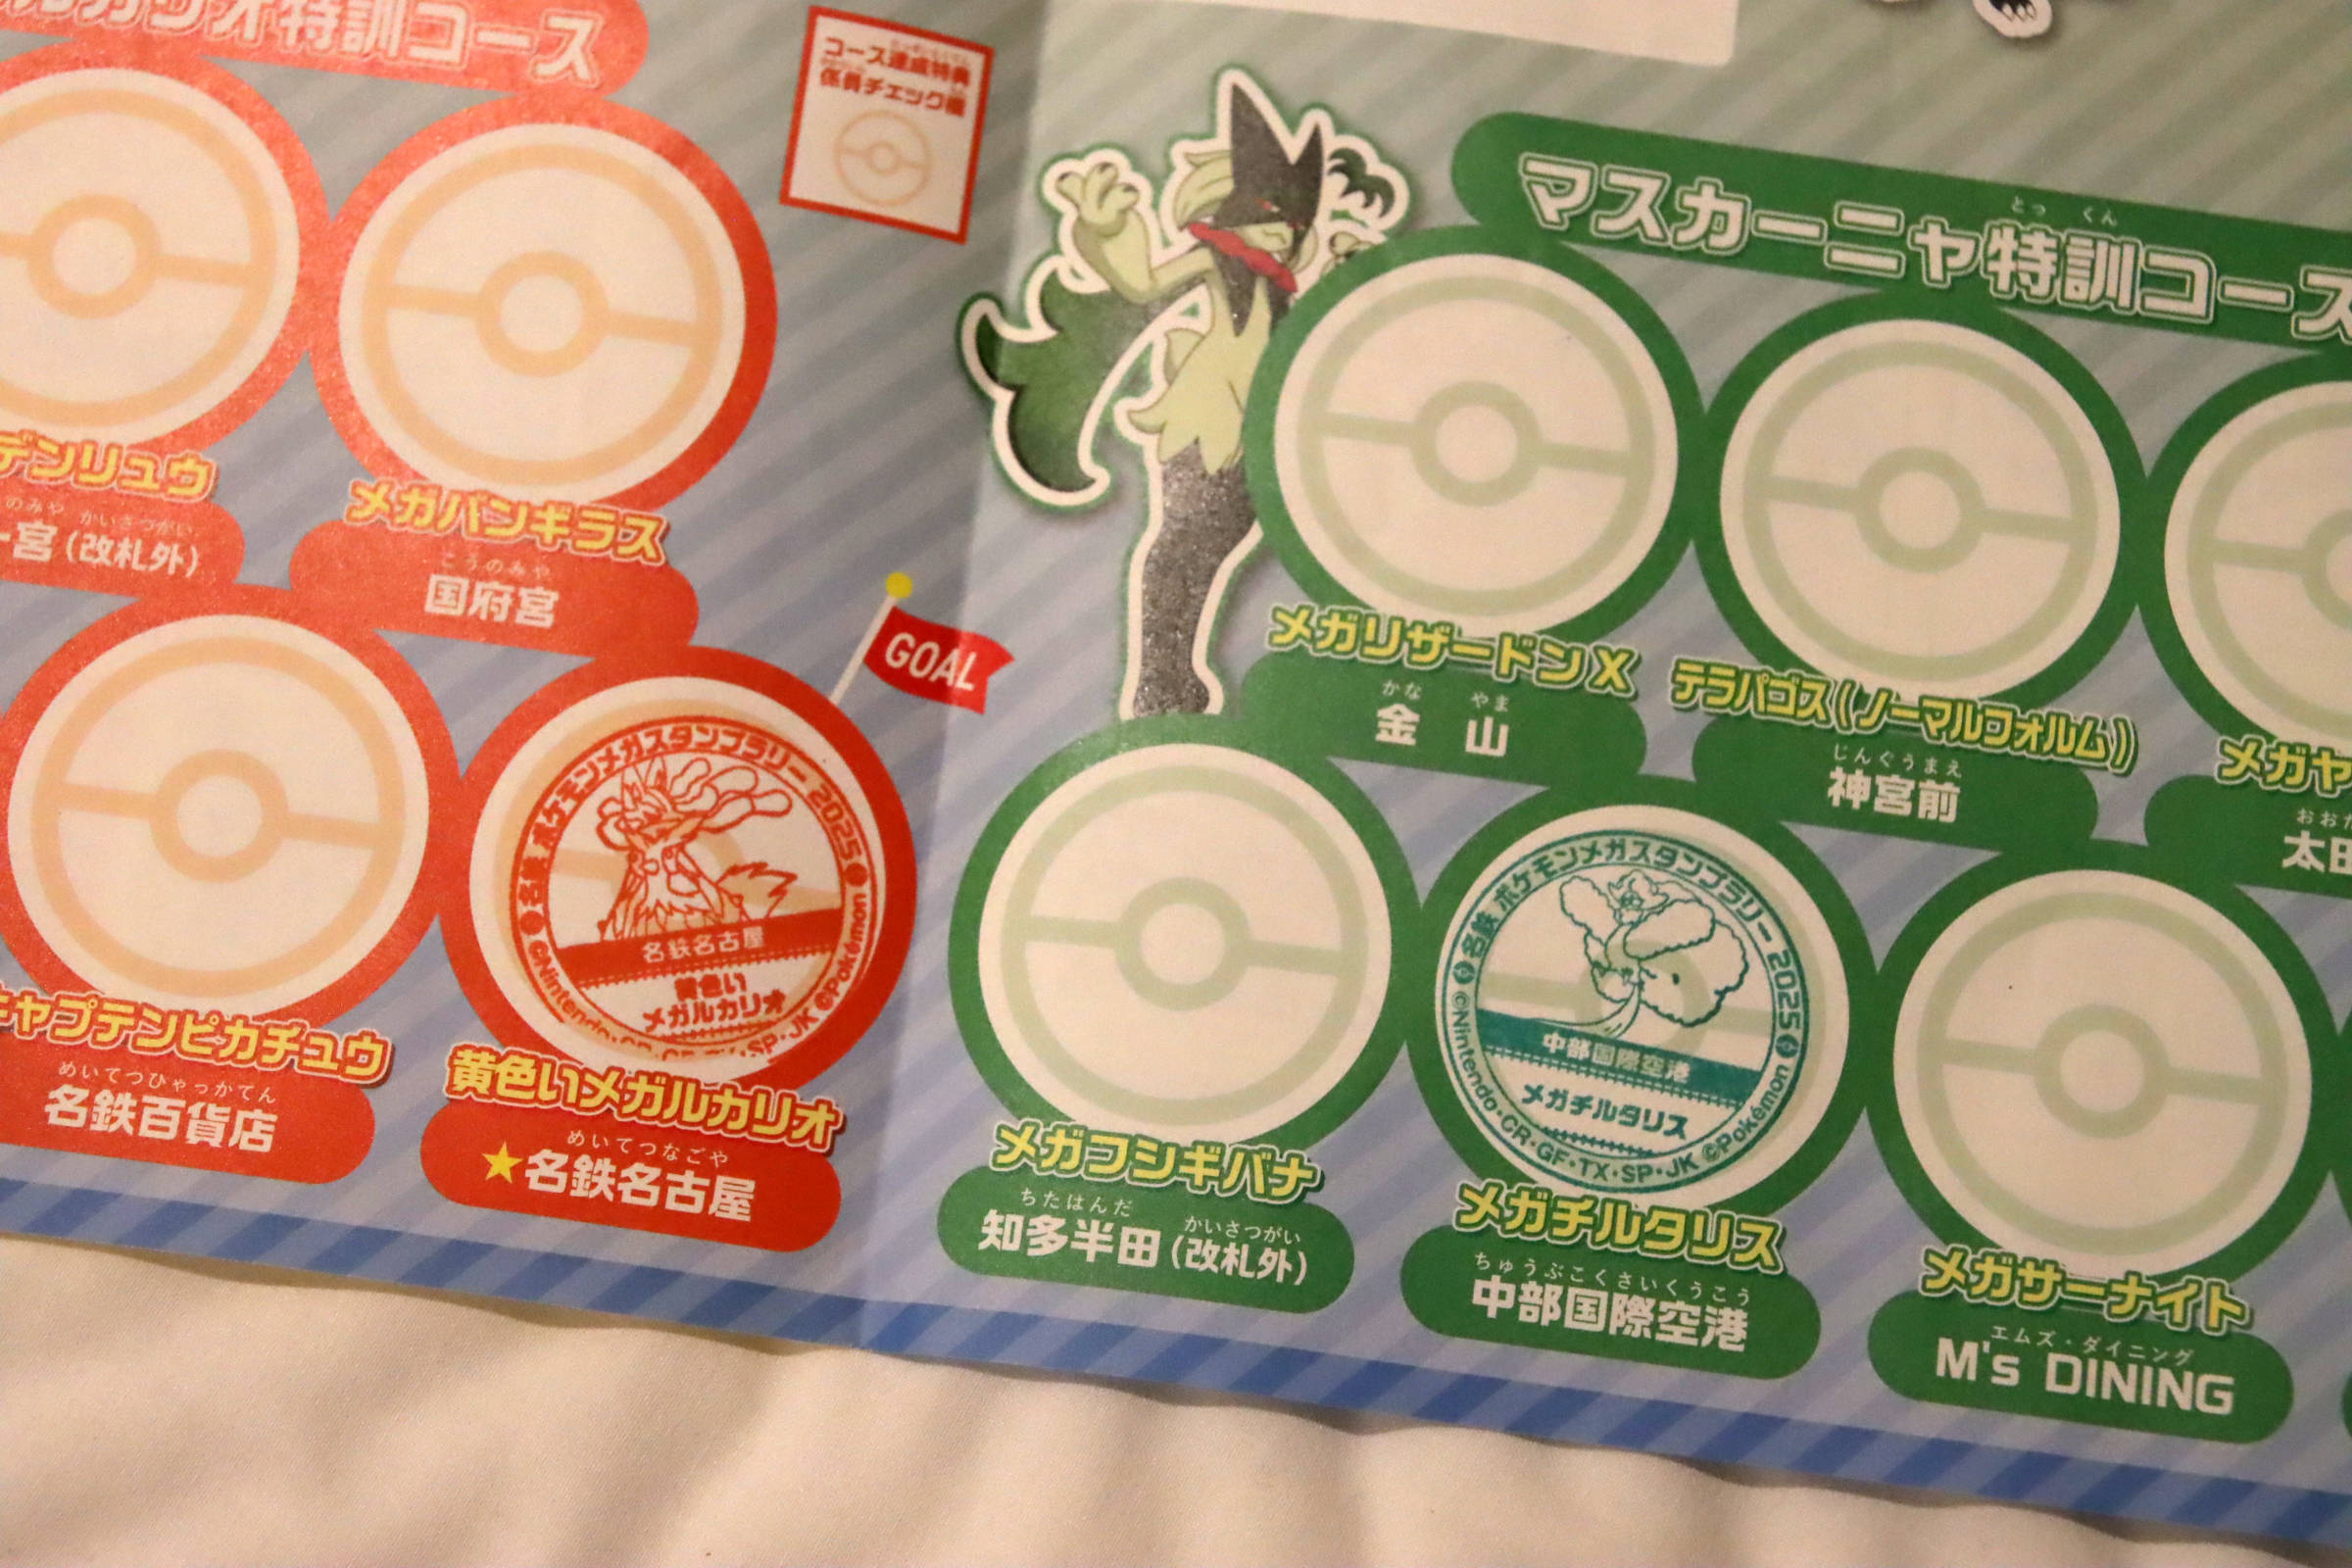 ルカリオ特訓コース
コース達成特典
係員チェック欄
デンリュウ
のみや かいさつがい
一宮(改札外)
メガバンギラス
こうのみや
国府宮
キャプテンピカチュウ
めいてつひゃっかてん
名鉄百貨店
GOAL
名鉄 ポケモンメガスタンプラリー 2025
名鉄名古屋
黄色い
メガルカリオ
©Nintendo・CR・GF・TX・SP・JK ©Pokémon
黄色いメガルカリオ
めいてつなごや
★名鉄名古屋
とっくん
マスカーニャ特訓コース
メガリザードンX
かな やま
金 山
テラパゴス(ノーマルフォルム)
じんぐうまえ
神宮前
メガヤ
おおた
太田
メガフシギバナ
ちたはんだ かいさつがい
知多半田(改札外)
名鉄 ポケモンメガスタンプラリー 2025
中部国際空港
メガチルタリス
©Nintendo・CR・GF・TX・SP・JK ©Pokémon
メガチルタリス
ちゅうぶこくさいくうこう
中部国際空港
メガサーナイト
エムズ・ダイニング
M's DINING